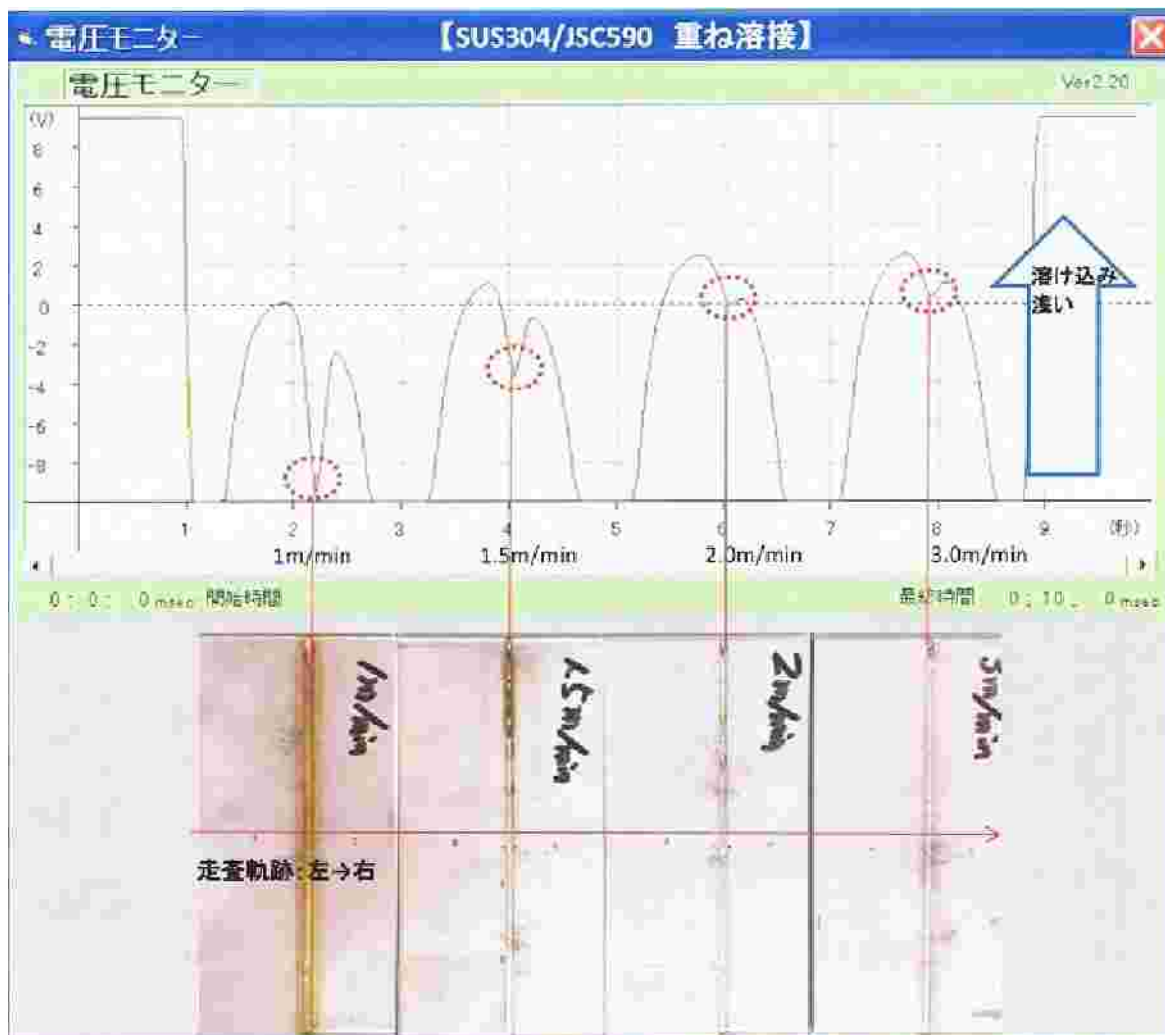 電圧モニター 【SUS304/JSC590 重ね溶接】
電圧モニター Ver2.20
(V)
8
6
4
2
0
-2
-4
-6
-8
溶け込み
浅い
1 2 3 4 5 6 7 8 9 (秒)
1m/min 1.5m/min 2.0m/min 3.0m/min
0: 0: 0 msec 開始時間 最終時間 0: 10. 0 msec
1m/min
1.5m/min
2m/min
3m/min
走査軌跡:左→右